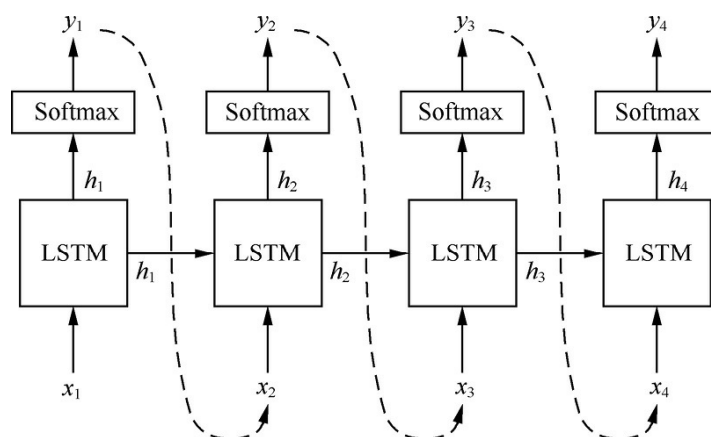 y₁ y₂ y₃ y₄
Softmax Softmax Softmax Softmax
h₁ h₂ h₃ h₄
LSTM LSTM LSTM LSTM
h₁ h₂ h₃
x₁ x₂ x₃ x₄